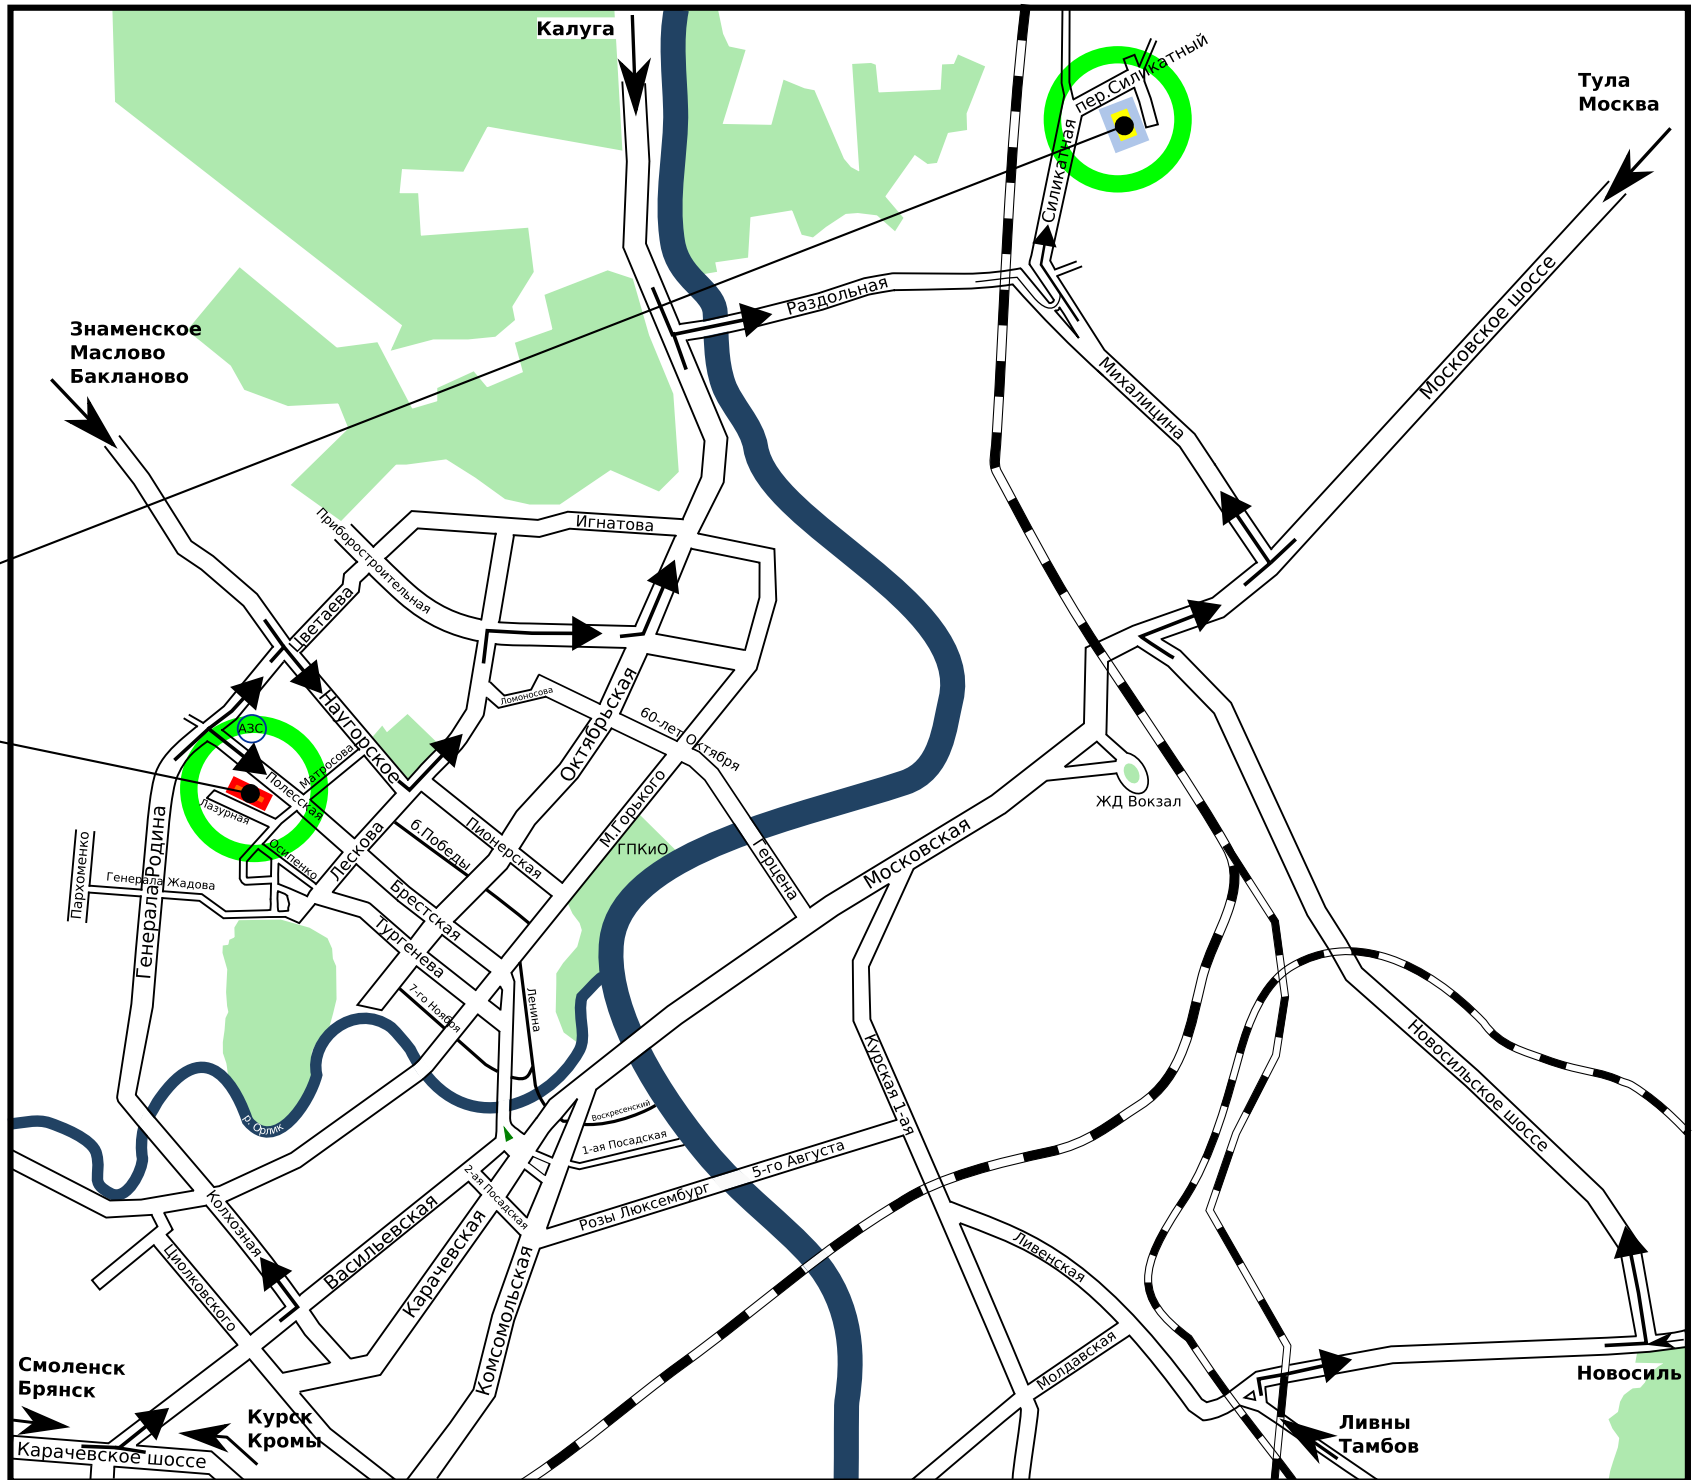 Калуга
пер.Силикатный
Тула
Москва
Силикатная
Раздольная
Московское шоссе
Знаменское
Маслово
Бакланово
Михалицина
Игнатова
Приборостроительная
Цветаева
Наугорское
Ломоносова
Октябрьская
60-лет Октября
АЗС
Матросова
Полесская
Лазурная
М.Горького
ЖД Вокзал
Пионерская
б.Победы
ГПКиО
Герцена
Московская
Лескова
Осипенко
Пархоменко
Генерала Жадова
Генерала Родина
Брестская
Тургенева
7-го Ноября
Ленина
Курская 1-ая
Новосильское шоссе
р. Орлик
Воскресенский
1-ая Посадская
5-го Августа
2-ая Посадская
Розы Люксембург
Колхозная
Васильевская
Карачевская
Циолковского
Комсомольская
Ливенская
Молдавская
Смоленск
Брянск
Курск
Кромы
Карачевское шоссе
Новосиль
Ливны
Тамбов